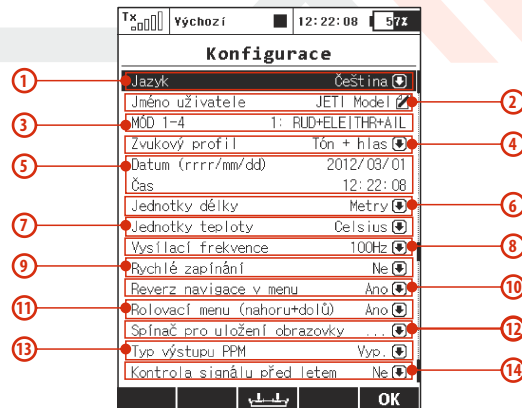 Tx Výchozí 12:22:08 57%
Konfigurace
1 Jazyk Čeština
Jméno uživatele JETI Model 2
3 MÓD 1-4 1: RUD+ELE|THR+AIL
Zvukový profil Tón + hlas 4
5 Datum (rrrr/mm/dd) 2012/03/01
Čas 12:22:08
Jednotky délky Metry 6
7 Jednotky teploty Celsius
Vysílací frekvence 100Hz 8
9 Rychlé zapínání Ne
Reverz navigace v menu Ano 10
11 Rolovací menu (nahoru+dolů) Ano
Spínač pro uložení obrazovky ... 12
13 Typ výstupu PPM Vyp.
Kontrola signálu před letem Ne 14
OK